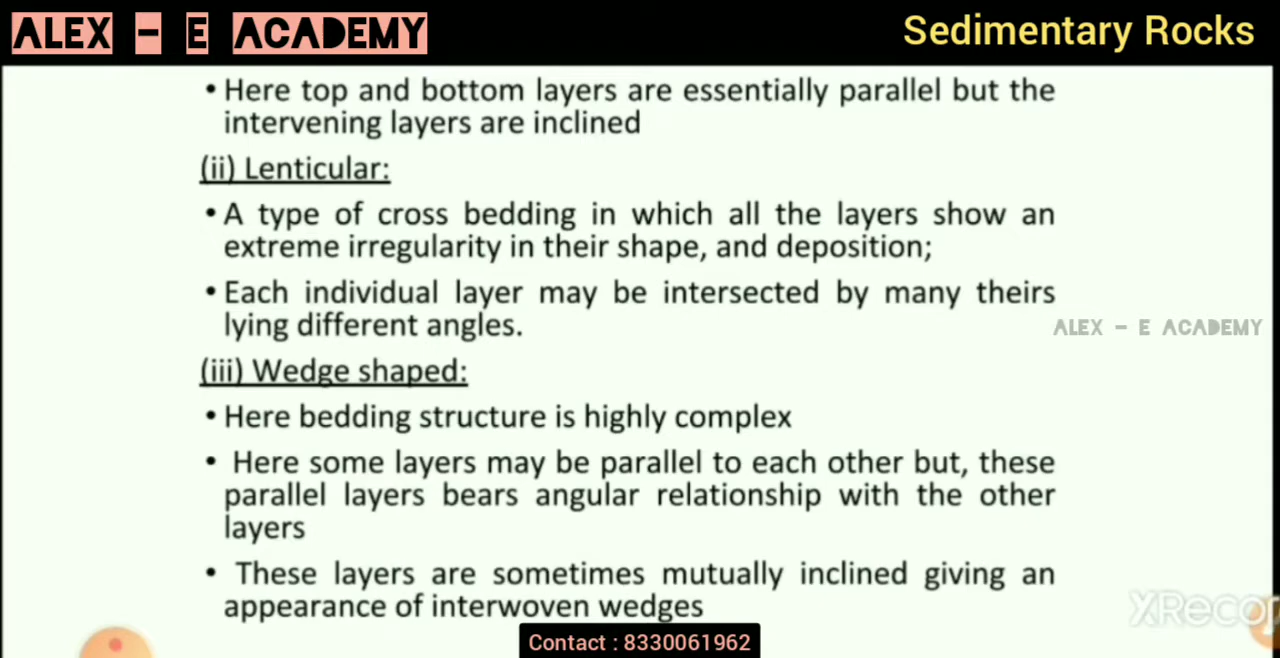 ALEX - E ACADEMY
Sedimentary Rocks
• Here top and bottom layers are essentially parallel but the
intervening layers are inclined
(ii) Lenticular:
• A type of cross bedding in which all the layers show an
extreme irregularity in their shape, and deposition;
• Each individual layer may be intersected by many theirs
lying different angles.
ALEX - E ACADEMY
(iii) Wedge shaped:
• Here bedding structure is highly complex
• Here some layers may be parallel to each other but, these
parallel layers bears angular relationship with the other
layers
• These layers are sometimes mutually inclined giving an
appearance of interwoven wedges
XRecor
Contact : 8330061962